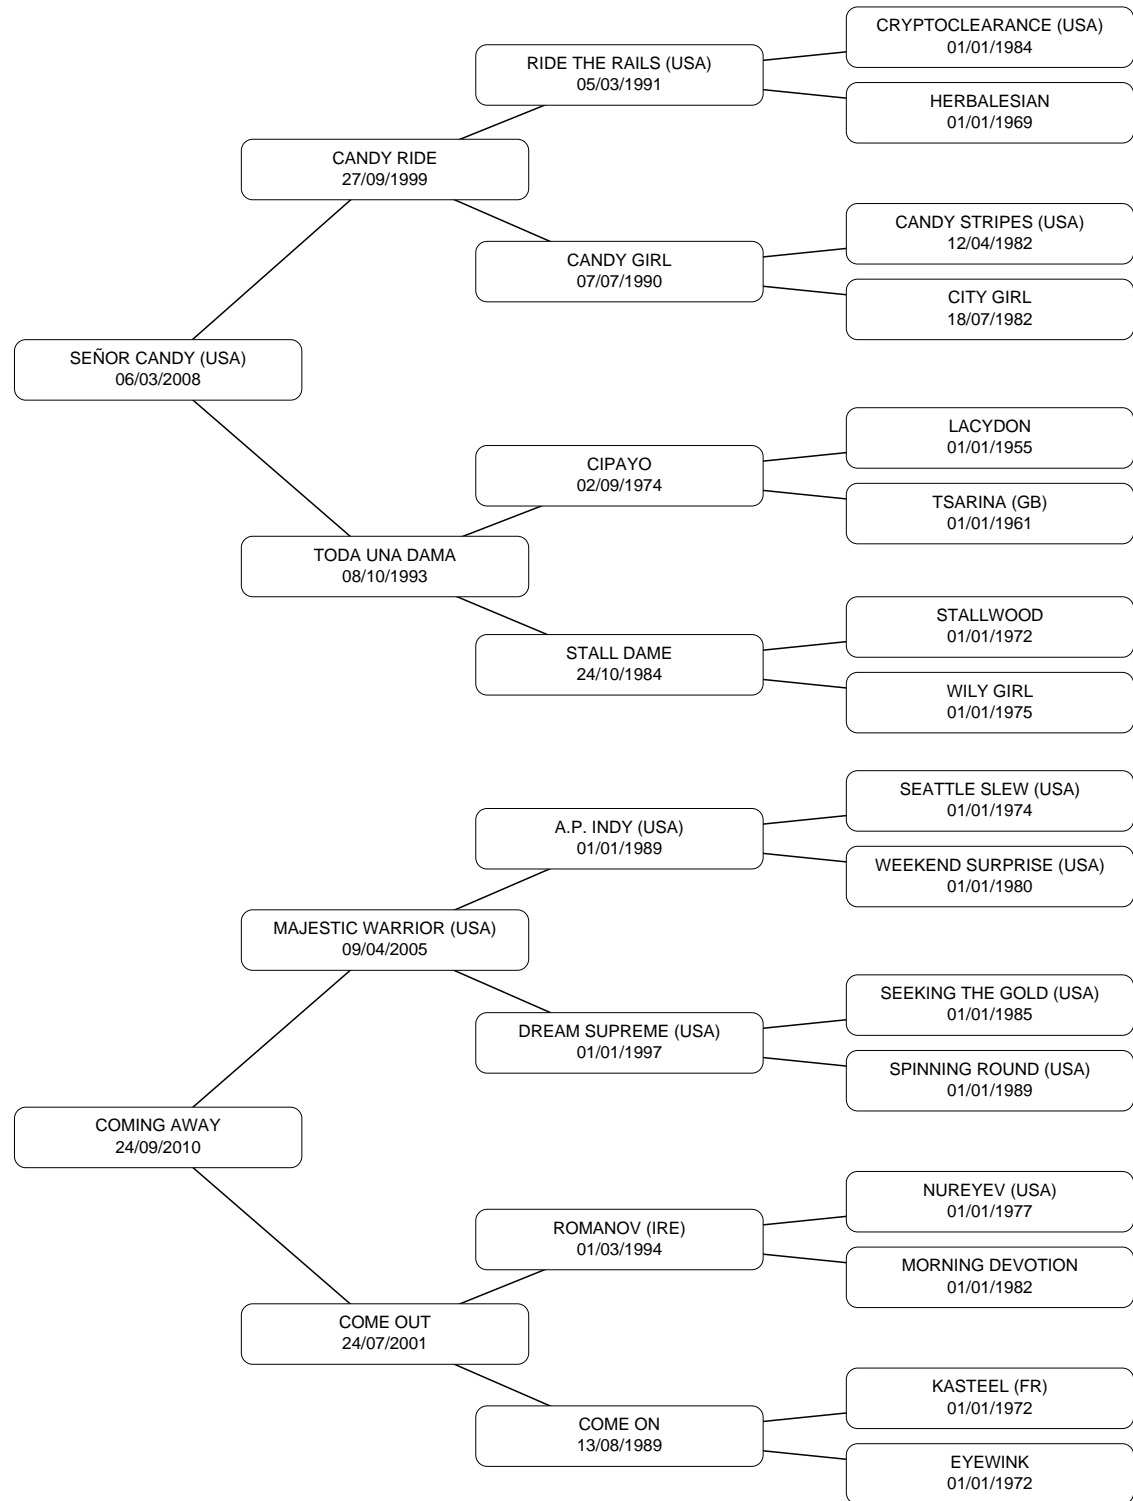 CRYPTOCLEARANCE (USA)
01/01/1984
RIDE THE RAILS (USA)
05/03/1991
HERBALESIAN
01/01/1969
CANDY RIDE
27/09/1999
CANDY STRIPES (USA)
12/04/1982
CANDY GIRL
07/07/1990
CITY GIRL
18/07/1982
SEÑOR CANDY (USA)
06/03/2008
LACYDON
01/01/1955
CIPAYO
02/09/1974
TSARINA (GB)
01/01/1961
TODA UNA DAMA
08/10/1993
STALLWOOD
01/01/1972
STALL DAME
24/10/1984
WILY GIRL
01/01/1975
SEATTLE SLEW (USA)
01/01/1974
A.P. INDY (USA)
01/01/1989
WEEKEND SURPRISE (USA)
01/01/1980
MAJESTIC WARRIOR (USA)
09/04/2005
SEEKING THE GOLD (USA)
01/01/1985
DREAM SUPREME (USA)
01/01/1997
SPINNING ROUND (USA)
01/01/1989
COMING AWAY
24/09/2010
NUREYEV (USA)
01/01/1977
ROMANOV (IRE)
01/03/1994
MORNING DEVOTION
01/01/1982
COME OUT
24/07/2001
KASTEEL (FR)
01/01/1972
COME ON
13/08/1989
EYEWINK
01/01/1972